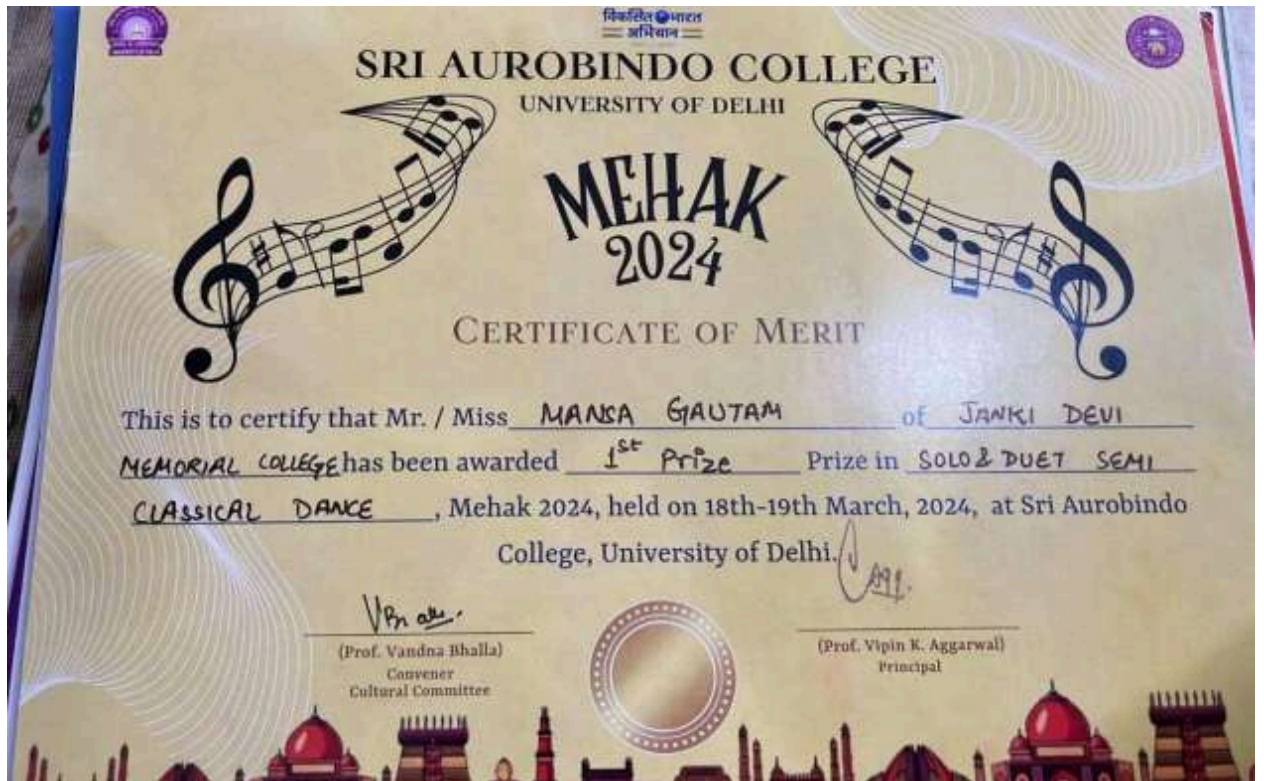 विकसित भारत
अभियान
SRI AUROBINDO COLLEGE
UNIVERSITY OF DELHI
MEHAK
2024
CERTIFICATE OF MERIT
This is to certify that Mr. / Miss MANSA GAUTAM of JANKI DEVI
MEMORIAL COLLEGE has been awarded 1st Prize Prize in SOLO & DUET SEMI
CLASSICAL DANCE, Mehak 2024, held on 18th-19th March, 2024, at Sri Aurobindo
College, University of Delhi.
(Prof. Vandna Bhalla)
Convener
Cultural Committee
(Prof. Vipin K. Aggarwal)
Principal